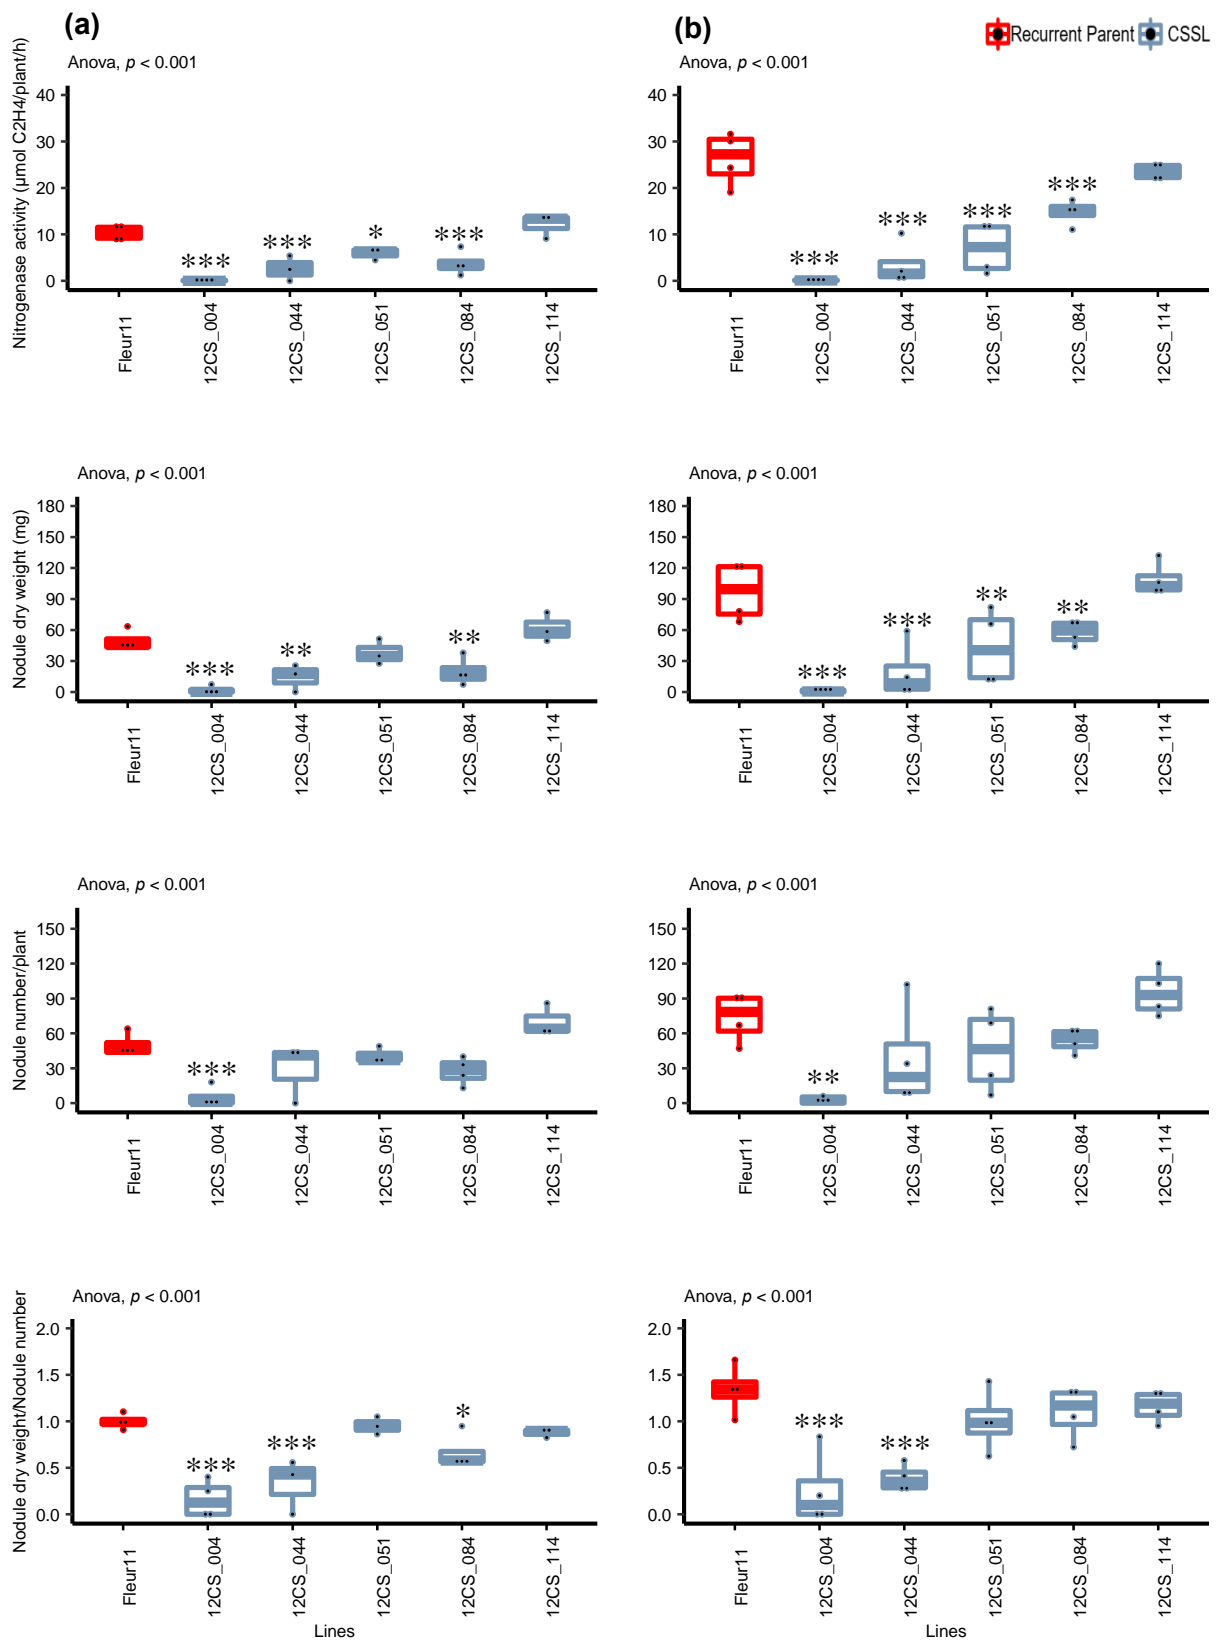 (a)
(b)
Recurrent Parent CSSL
Anova, p < 0.001
Nitrogenase activity (µmol C2H4/plant/h)
40
30
20
10
0
***
***
*
***
Fleur11
12CS_004
12CS_044
12CS_051
12CS_084
12CS_114
Anova, p < 0.001
40
30
20
10
0
***
***
***
***
Fleur11
12CS_004
12CS_044
12CS_051
12CS_084
12CS_114
Anova, p < 0.001
Nodule dry weight (mg)
180
150
120
90
60
30
0
***
**
**
Fleur11
12CS_004
12CS_044
12CS_051
12CS_084
12CS_114
Anova, p < 0.001
180
150
120
90
60
30
0
***
***
**
**
Fleur11
12CS_004
12CS_044
12CS_051
12CS_084
12CS_114
Anova, p < 0.001
Nodule number/plant
150
120
90
60
30
0
***
Fleur11
12CS_004
12CS_044
12CS_051
12CS_084
12CS_114
Anova, p < 0.001
150
120
90
60
30
0
**
Fleur11
12CS_004
12CS_044
12CS_051
12CS_084
12CS_114
Anova, p < 0.001
Nodule dry weight/Nodule number
2.0
1.5
1.0
0.5
0.0
***
***
*
Fleur11
12CS_004
12CS_044
12CS_051
12CS_084
12CS_114
Lines
Anova, p < 0.001
2.0
1.5
1.0
0.5
0.0
***
***
Fleur11
12CS_004
12CS_044
12CS_051
12CS_084
12CS_114
Lines